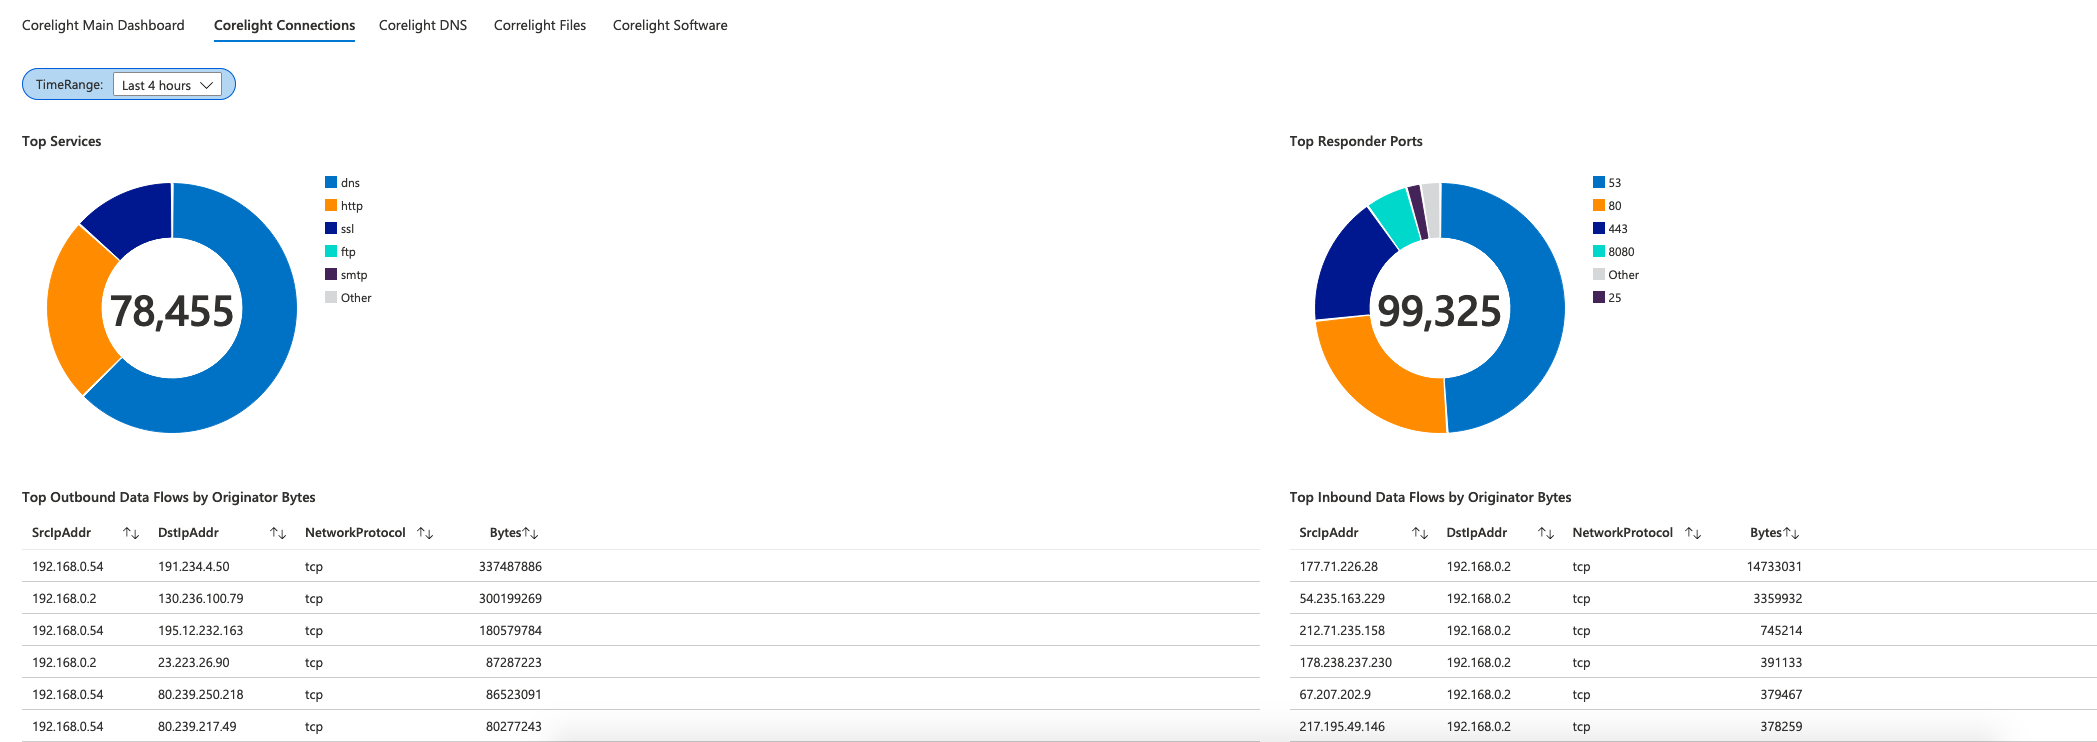 Corelight Main Dashboard Corelight Connections Corelight DNS Correlight Files Corelight Software
TimeRange: Last 4 hours
Top Services
dns
http
ssl
ftp
smtp
Other
78,455
Top Responder Ports
53
80
443
8080
Other
25
99,325
Top Outbound Data Flows by Originator Bytes
SrcIpAddr DstIpAddr NetworkProtocol Bytes
192.168.0.54 191.234.4.50 tcp 337487886
192.168.0.2 130.236.100.79 tcp 300199269
192.168.0.54 195.12.232.163 tcp 180579784
192.168.0.2 23.223.26.90 tcp 87287223
192.168.0.54 80.239.250.218 tcp 86523091
192.168.0.54 80.239.217.49 tcp 80277243
Top Inbound Data Flows by Originator Bytes
SrcIpAddr DstIpAddr NetworkProtocol Bytes
177.71.226.28 192.168.0.2 tcp 14733031
54.235.163.229 192.168.0.2 tcp 3359932
212.71.235.158 192.168.0.2 tcp 745214
178.238.237.230 192.168.0.2 tcp 391133
67.207.202.9 192.168.0.2 tcp 379467
217.195.49.146 192.168.0.2 tcp 378259